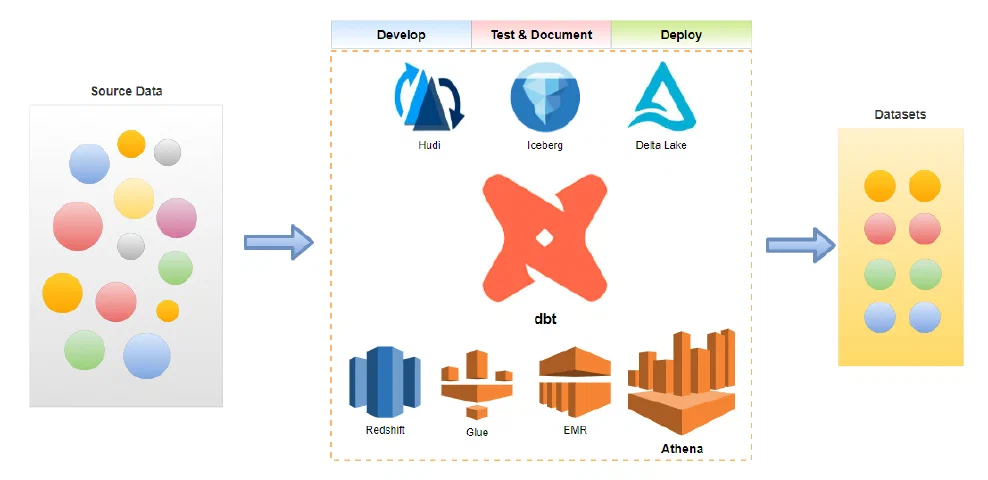 Develop
Test & Document
Deploy
Source Data
Hudi
Iceberg
Delta Lake
Datasets
dbt
Redshift
Glue
EMR
Athena